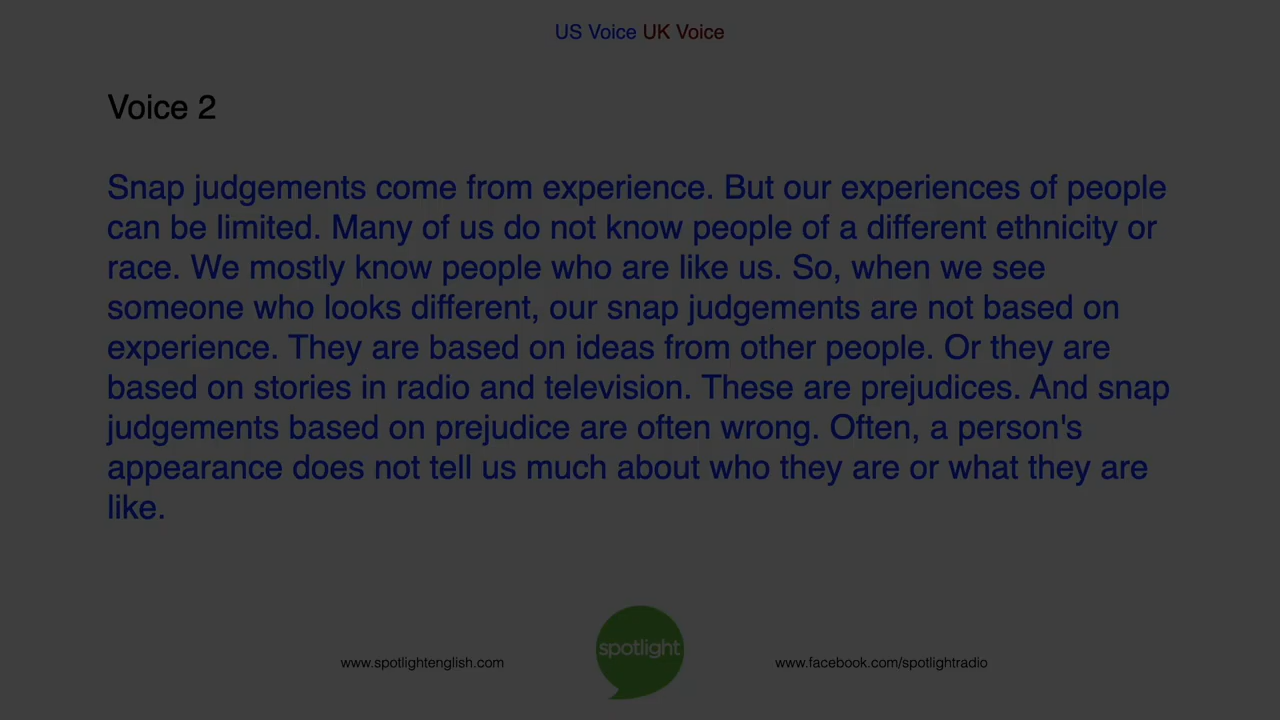 US Voice UK Voice
Voice 2
Snap judgements come from experience. But our experiences of people
can be limited. Many of us do not know people of a different ethnicity or
race. We mostly know people who are like us. So, when we see
someone who looks different, our snap judgements are not based on
experience. They are based on ideas from other people. Or they are
based on stories in radio and television. These are prejudices. And snap
judgements based on prejudice are often wrong. Often, a person's
appearance does not tell us much about who they are or what they are
like.
spotlight
www.spotlightenglish.com
www.facebook.com/spotlightradio